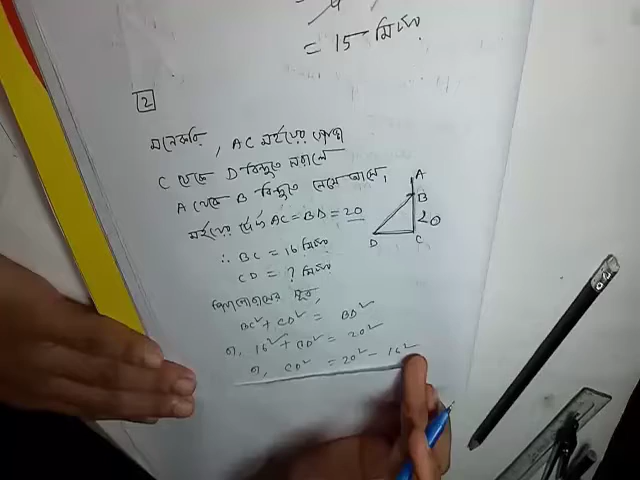 = 15 মিটার
2
মনেকরি, AC মইয়ের গোড়া
C থেকে D বিন্দুতে সরালে
A থেকে B বিন্দুতে নেমে আসে।
মইয়ের দৈর্ঘ্য AC = BD = 20
∴ BC = 16 মিটার
CD = ? মিটার
পিথাগোরাসের সূত্র,
BC² + CD² = BD²
বা, 16² + CD² = 20²
বা, CD² = 20² - 16²
A
B
20
D
C